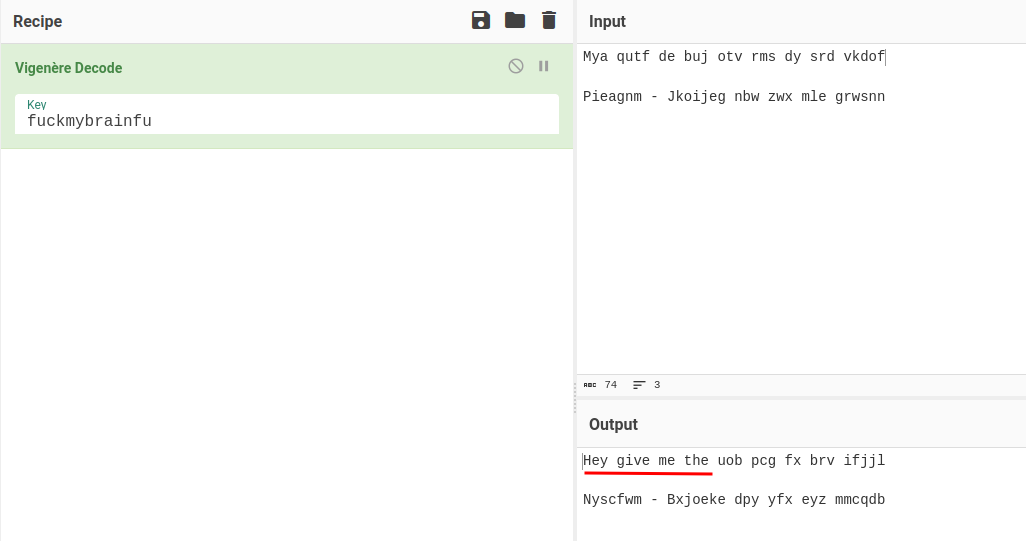 Recipe
Vigenère Decode
Key
fuckmybrainfu
Input
Mya qutf de buj otv rms dy srd vkdof
Pieagnm - Jkoijeg nbw zwx mle grwsnn
ABC 74 3
Output
Hey give me the uob pcg fx brv ifjjl
Nyscfwm - Bxjoeke dpy yfx eyz mmcqdb